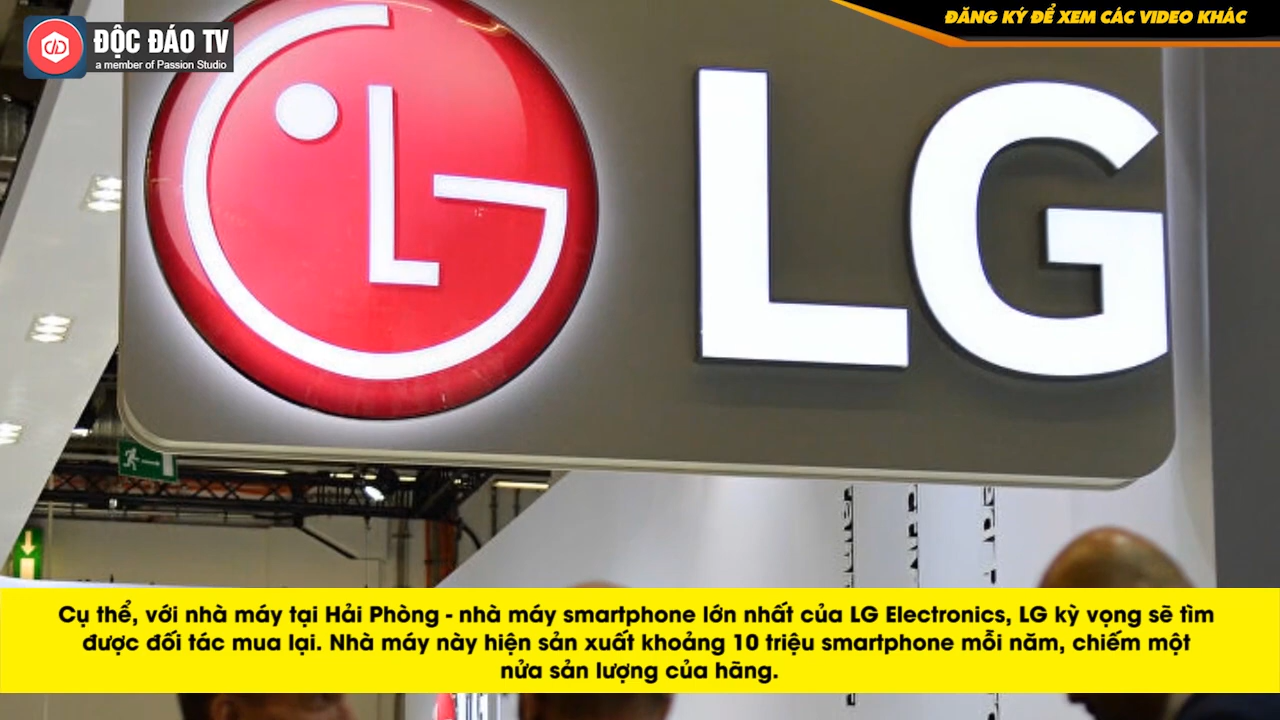 ĐỘC ĐÁO TV
a member of Passion Studio
ĐĂNG KÝ ĐỂ XEM CÁC VIDEO KHÁC
LG
Cụ thể, với nhà máy tại Hải Phòng - nhà máy smartphone lớn nhất của LG Electronics, LG kỳ vọng sẽ tìm
được đối tác mua lại. Nhà máy này hiện sản xuất khoảng 10 triệu smartphone mỗi năm, chiếm một
nửa sản lượng của hãng.
LG